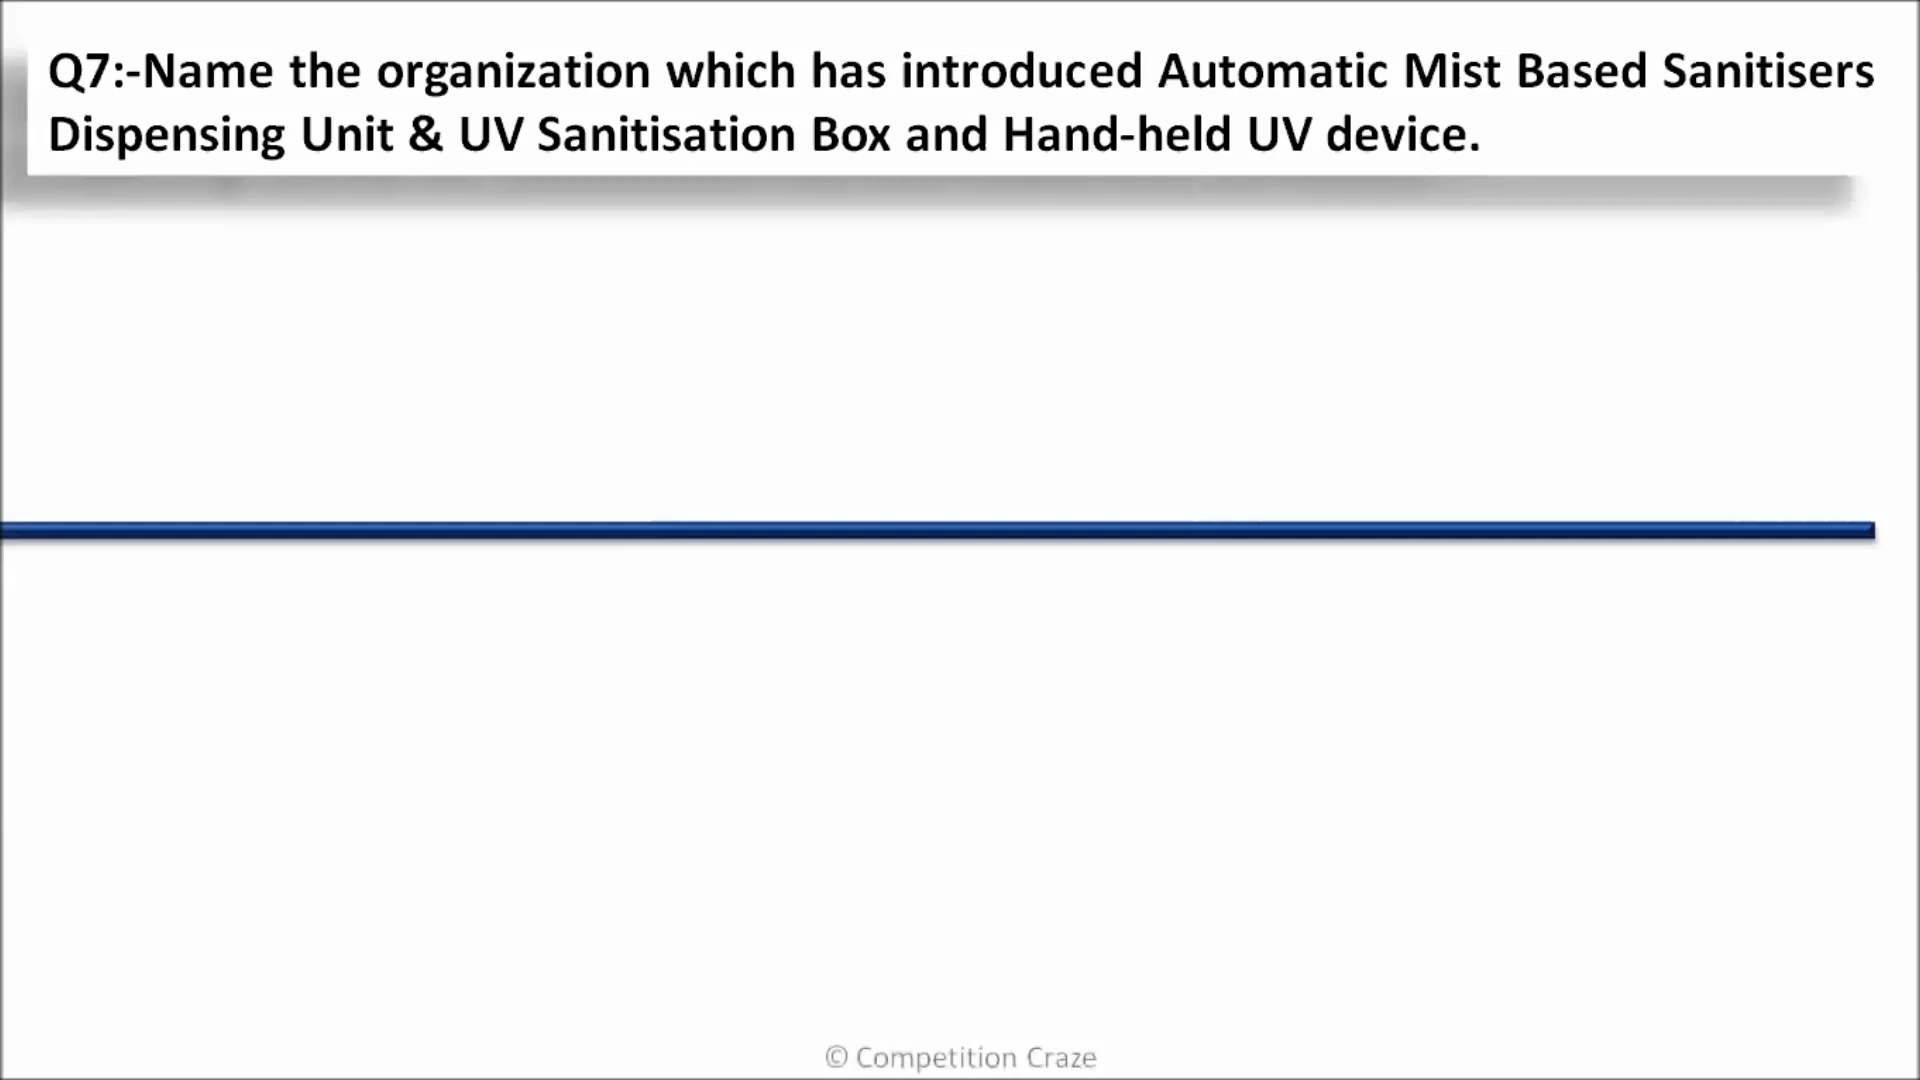 Q7:-Name the organization which has introduced Automatic Mist Based Sanitisers
Dispensing Unit & UV Sanitisation Box and Hand-held UV device.
© Competition Craze